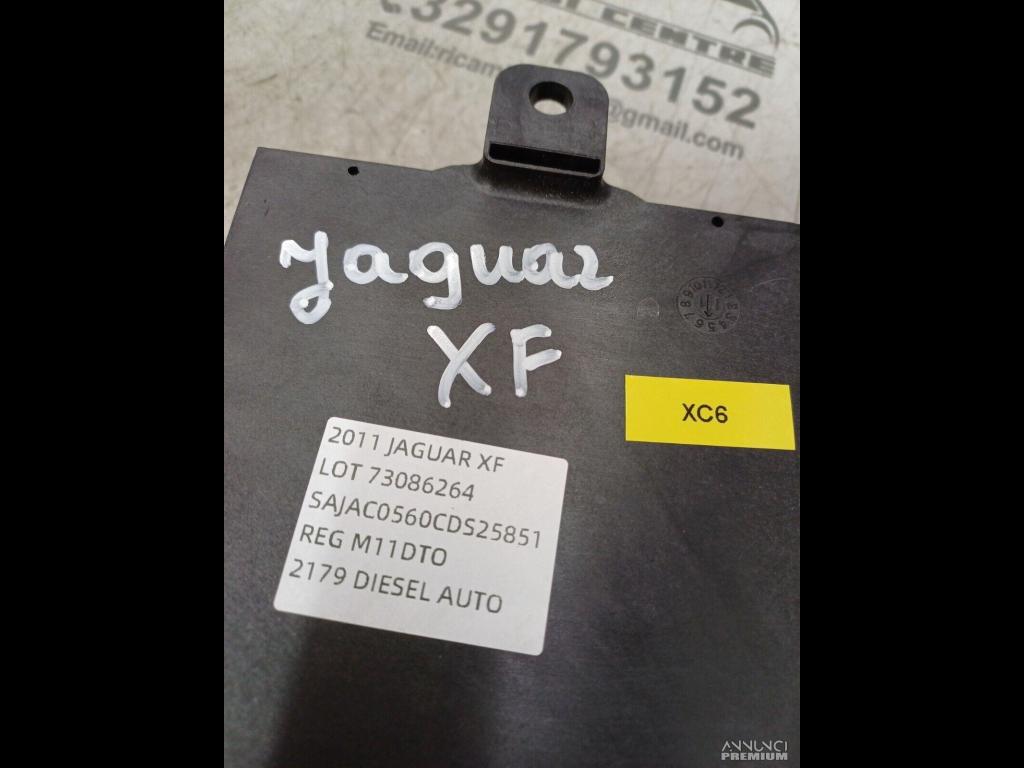 CENTRE
3291793152
Email:ricam
@gmail.com
Jaguar
XF
XC6
2011 JAGUAR XF
LOT 73086264
SAJAC0560CDS25851
REG M11DTO
2179 DIESEL AUTO
ANNUNCI
PREMIUM